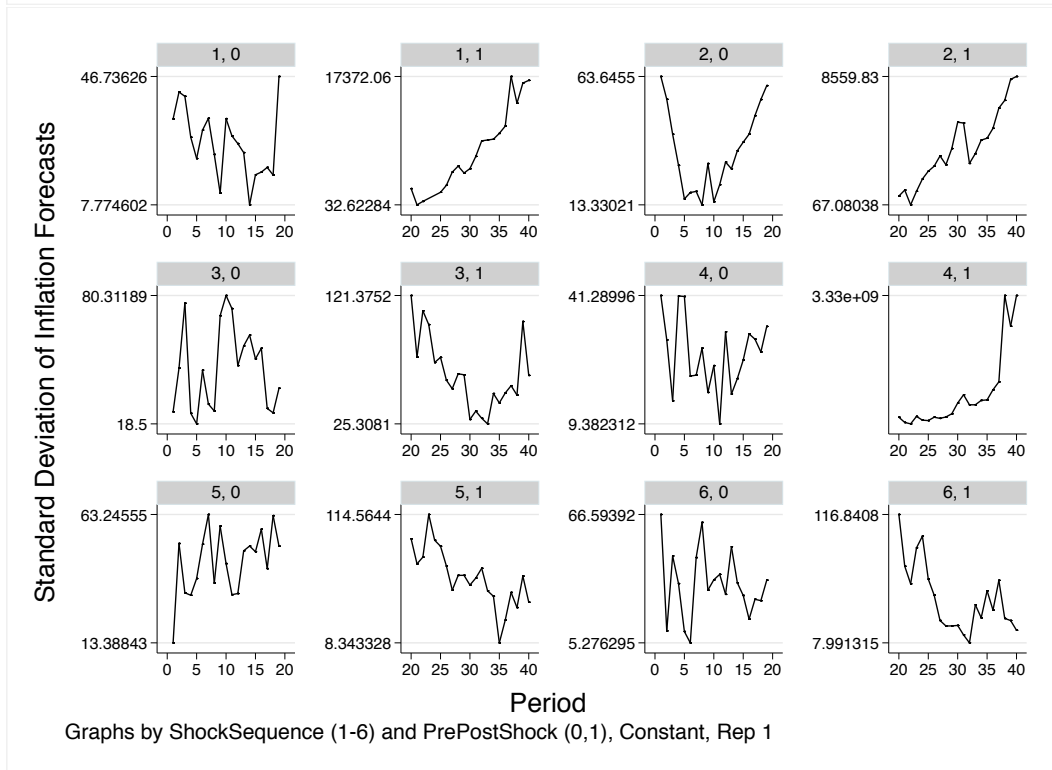 Standard Deviation of Inflation Forecasts
1, 0 1, 1 2, 0 2, 1
46.73626 17372.06 63.6455 8559.83
7.774602 32.62284 13.33021 67.08038
0 5 10 15 20 20 25 30 35 40 0 5 10 15 20 20 25 30 35 40
3, 0 3, 1 4, 0 4, 1
80.31189 121.3752 41.28996 3.33e+09
18.5 25.3081 9.382312
0 5 10 15 20 20 25 30 35 40 0 5 10 15 20 20 25 30 35 40
5, 0 5, 1 6, 0 6, 1
63.24555 114.5644 66.59392 116.8408
13.38843 8.343328 5.276295 7.991315
0 5 10 15 20 20 25 30 35 40 0 5 10 15 20 20 25 30 35 40
Period
Graphs by ShockSequence (1-6) and PrePostShock (0,1), Constant, Rep 1